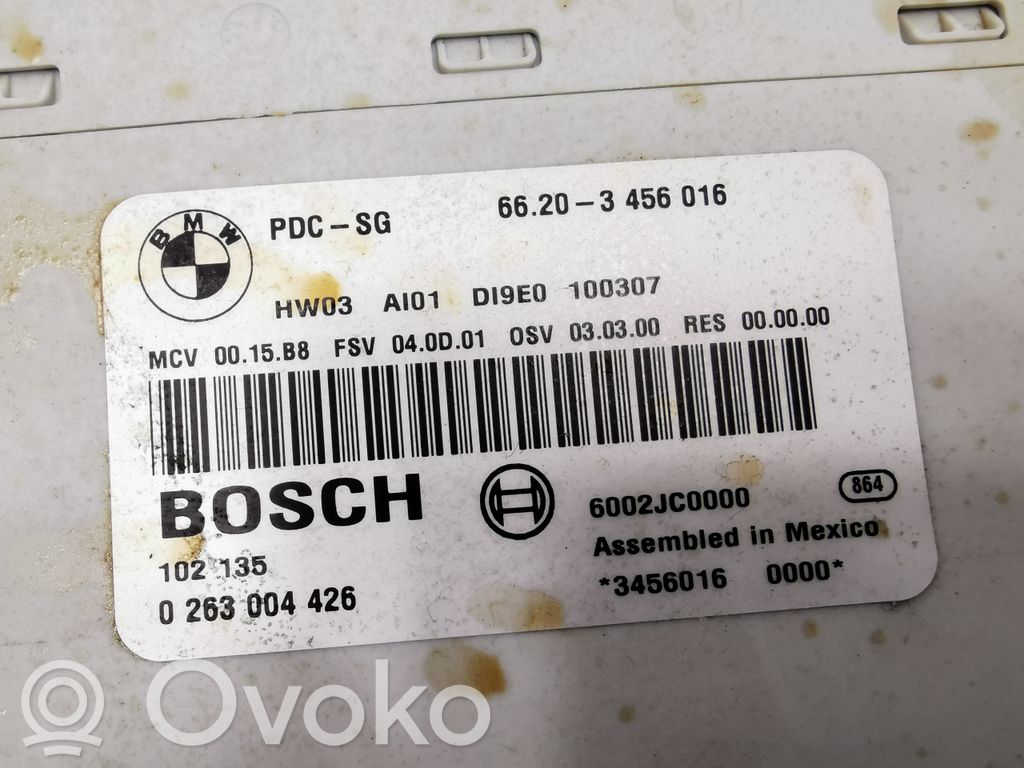 BMW
PDC-SG 66.20-3 456 016
HW03 AI01 DI9E0 100307
MCV 00.15.B8 FSV 04.0D.01 OSV 03.03.00 RES 00.00.00
BOSCH
6002JC0000 864
Assembled in Mexico
102 135
*3456016 0000*
0 263 004 426
Ovoko